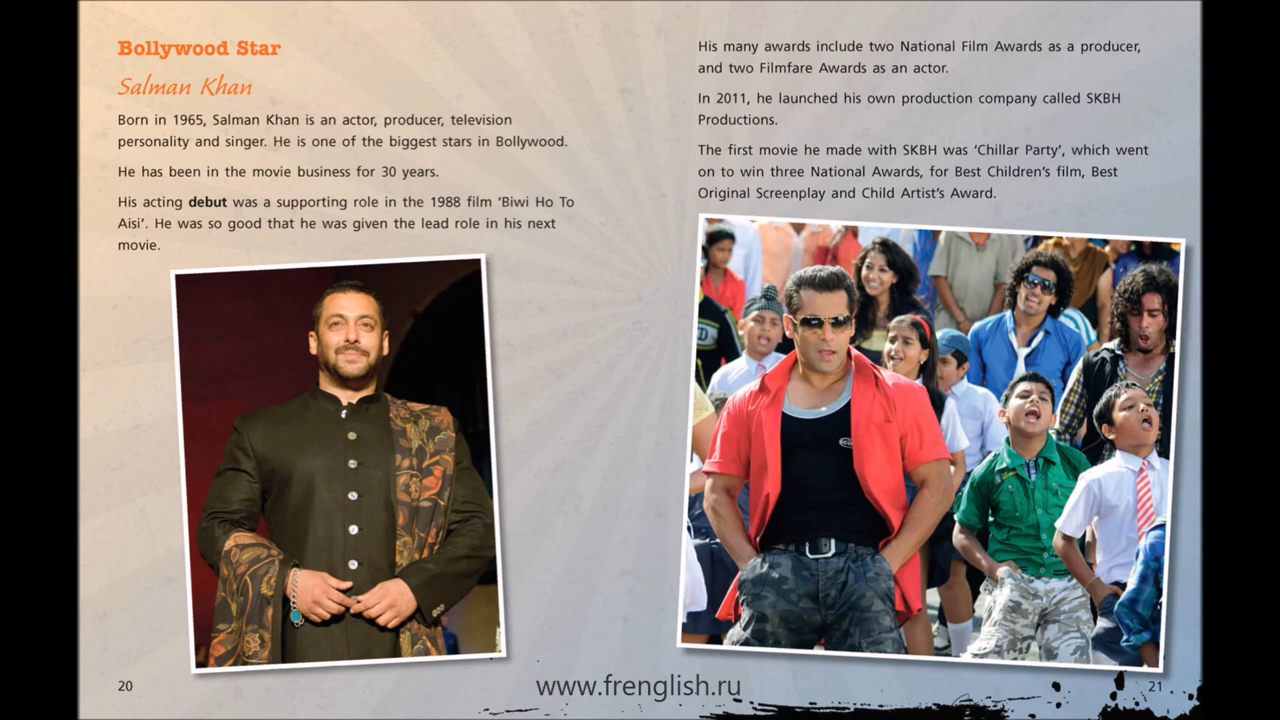 Bollywood Star
Salman Khan
Born in 1965, Salman Khan is an actor, producer, television
personality and singer. He is one of the biggest stars in Bollywood.
He has been in the movie business for 30 years.
His acting debut was a supporting role in the 1988 film ‘Biwi Ho To
Aisi’. He was so good that he was given the lead role in his next
movie.
20
His many awards include two National Film Awards as a producer,
and two Filmfare Awards as an actor.
In 2011, he launched his own production company called SKBH
Productions.
The first movie he made with SKBH was ‘Chillar Party’, which went
on to win three National Awards, for Best Children’s film, Best
Original Screenplay and Child Artist’s Award.
www.frenglish.ru
21